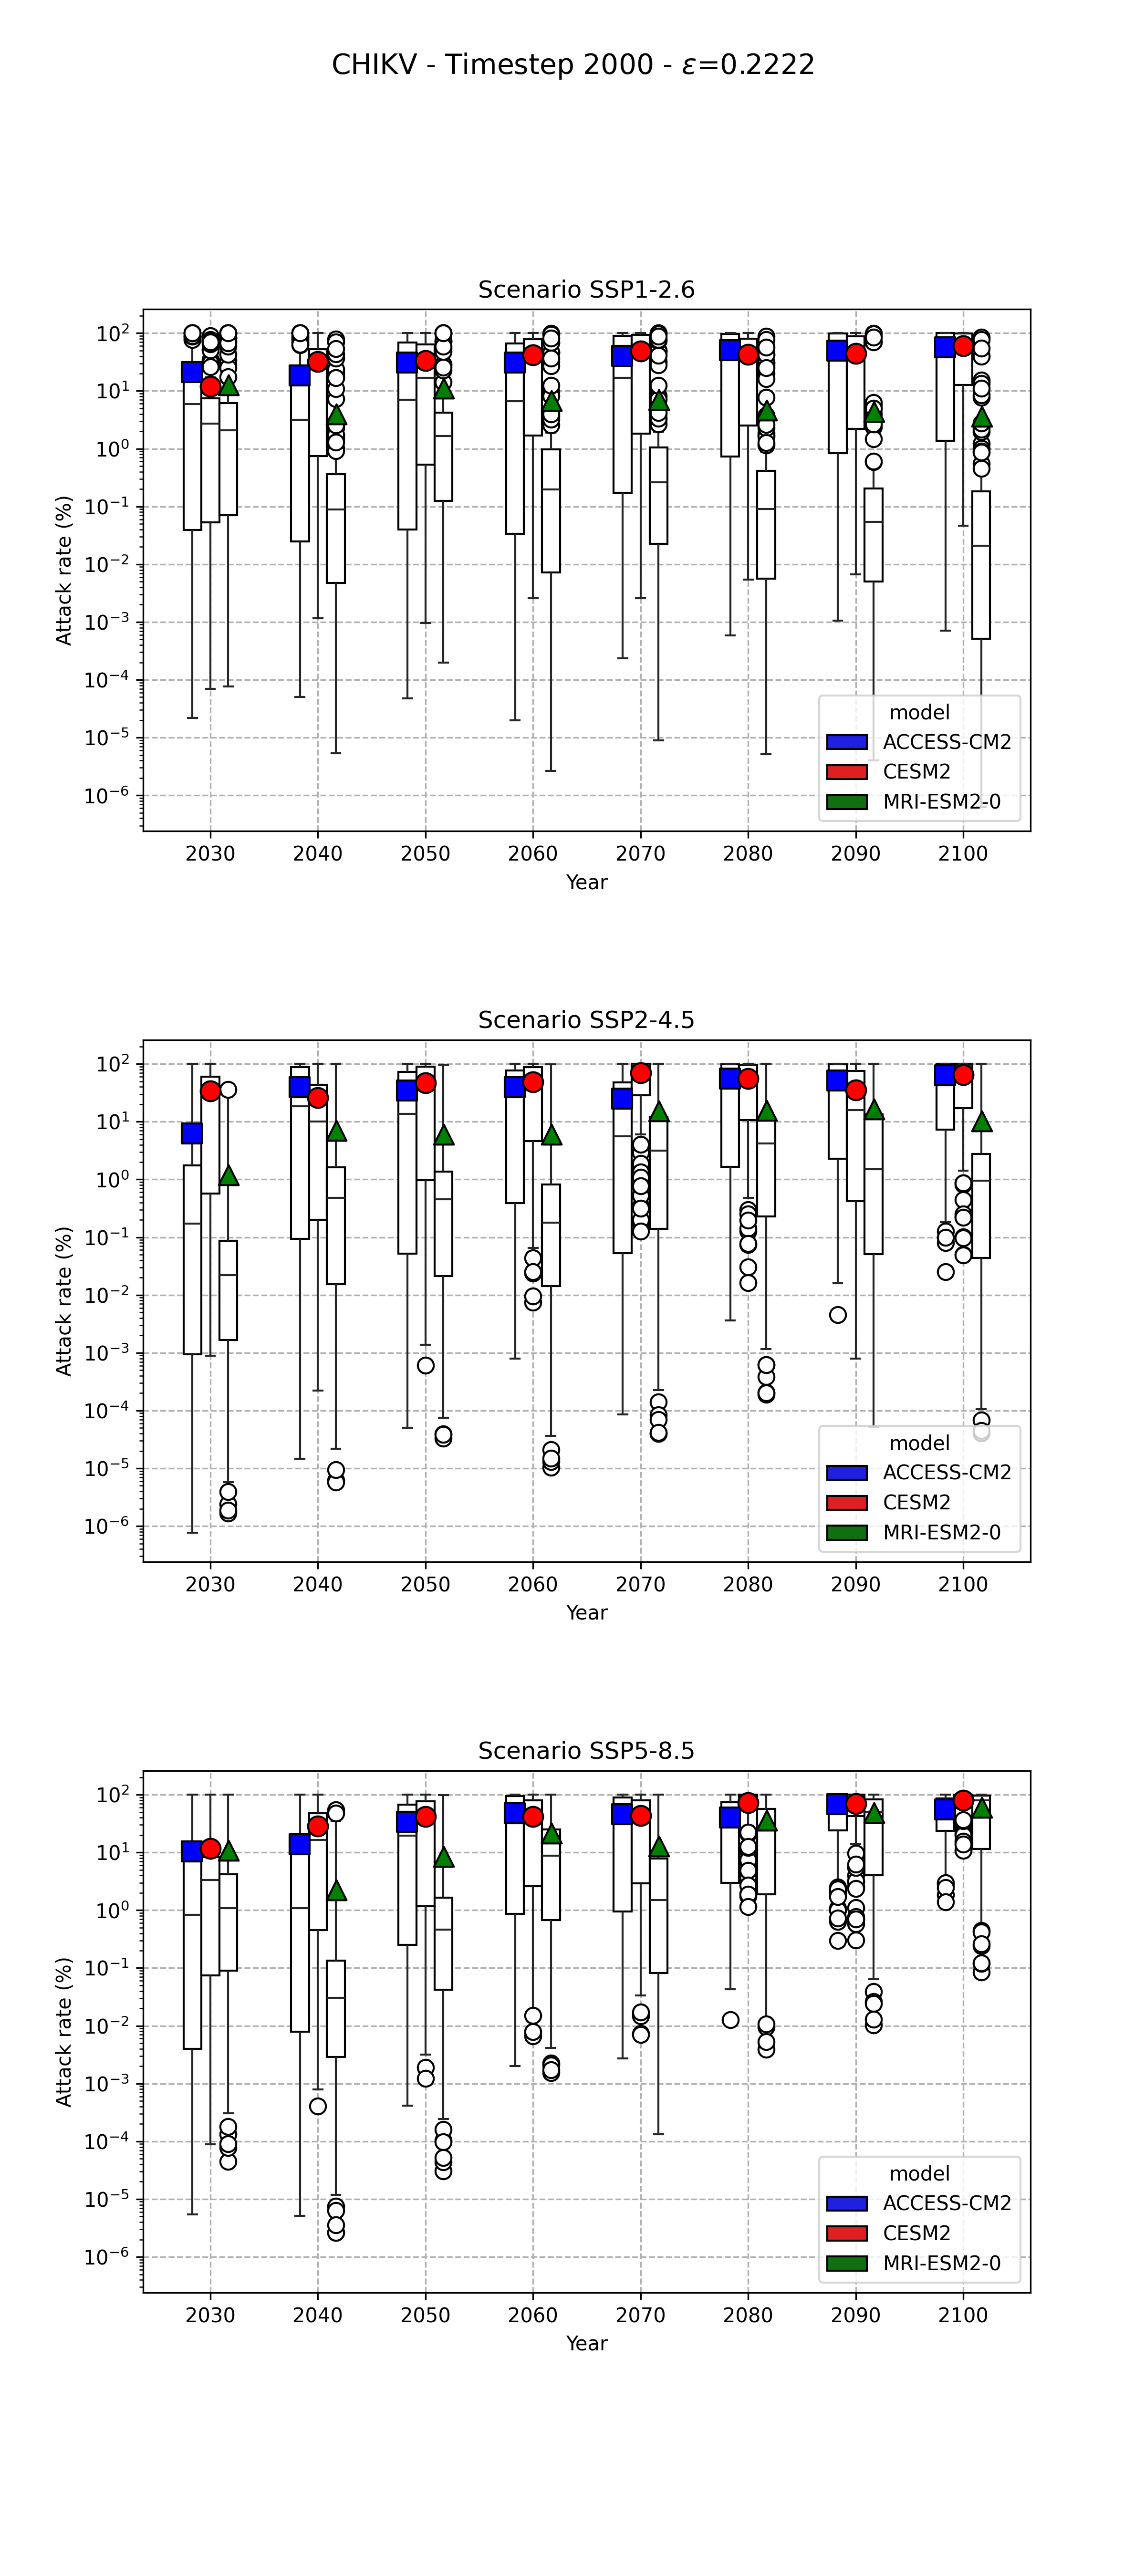 CHIKV - Timestep 2000 - ε=0.2222
Scenario SSP1-2.6
Attack rate (%)
10²
10¹
10⁰
10⁻¹
10⁻²
10⁻³
10⁻⁴
10⁻⁵
10⁻⁶
model
ACCESS-CM2
CESM2
MRI-ESM2-0
2030 2040 2050 2060 2070 2080 2090 2100
Year
Scenario SSP2-4.5
Attack rate (%)
10²
10¹
10⁰
10⁻¹
10⁻²
10⁻³
10⁻⁴
10⁻⁵
10⁻⁶
model
ACCESS-CM2
CESM2
MRI-ESM2-0
2030 2040 2050 2060 2070 2080 2090 2100
Year
Scenario SSP5-8.5
Attack rate (%)
10²
10¹
10⁰
10⁻¹
10⁻²
10⁻³
10⁻⁴
10⁻⁵
10⁻⁶
model
ACCESS-CM2
CESM2
MRI-ESM2-0
2030 2040 2050 2060 2070 2080 2090 2100
Year